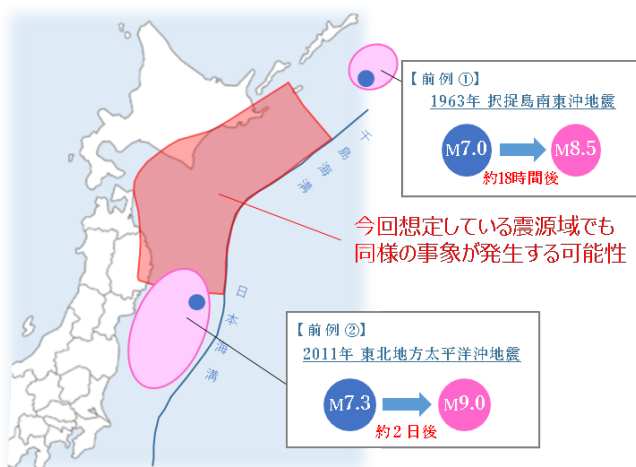 【前例①】
1963年 択捉島南東沖地震
M7.0
M8.5
約18時間後
千島海溝
今回想定している震源域でも
同様の事象が発生する可能性
日本海溝
【前例②】
2011年 東北地方太平洋沖地震
M7.3
M9.0
約2日後